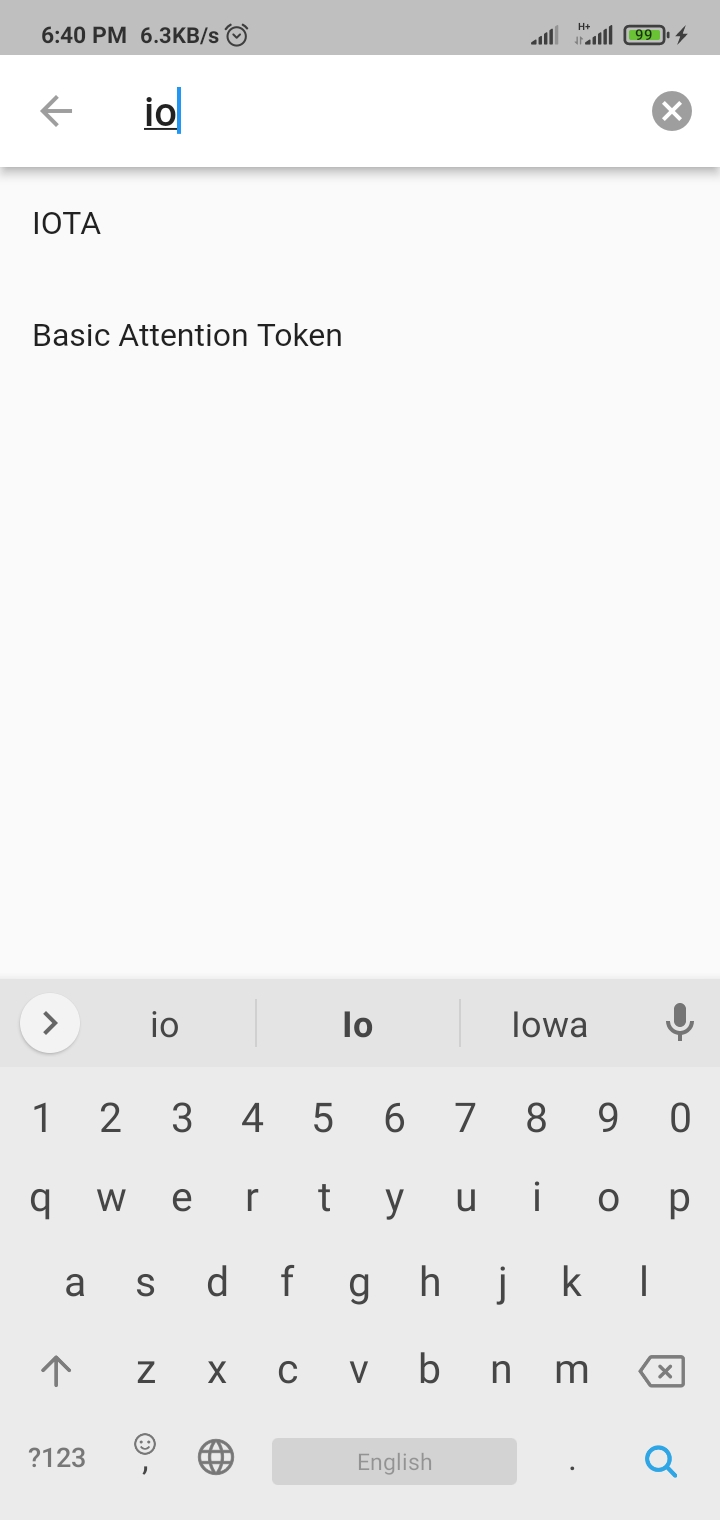 6:40 PM 6.3KB/s H+ 99
io
IOTA
Basic Attention Token
io Io Iowa
1 2 3 4 5 6 7 8 9 0
q w e r t y u i o p
a s d f g h j k l
z x c v b n m
?123 , English .